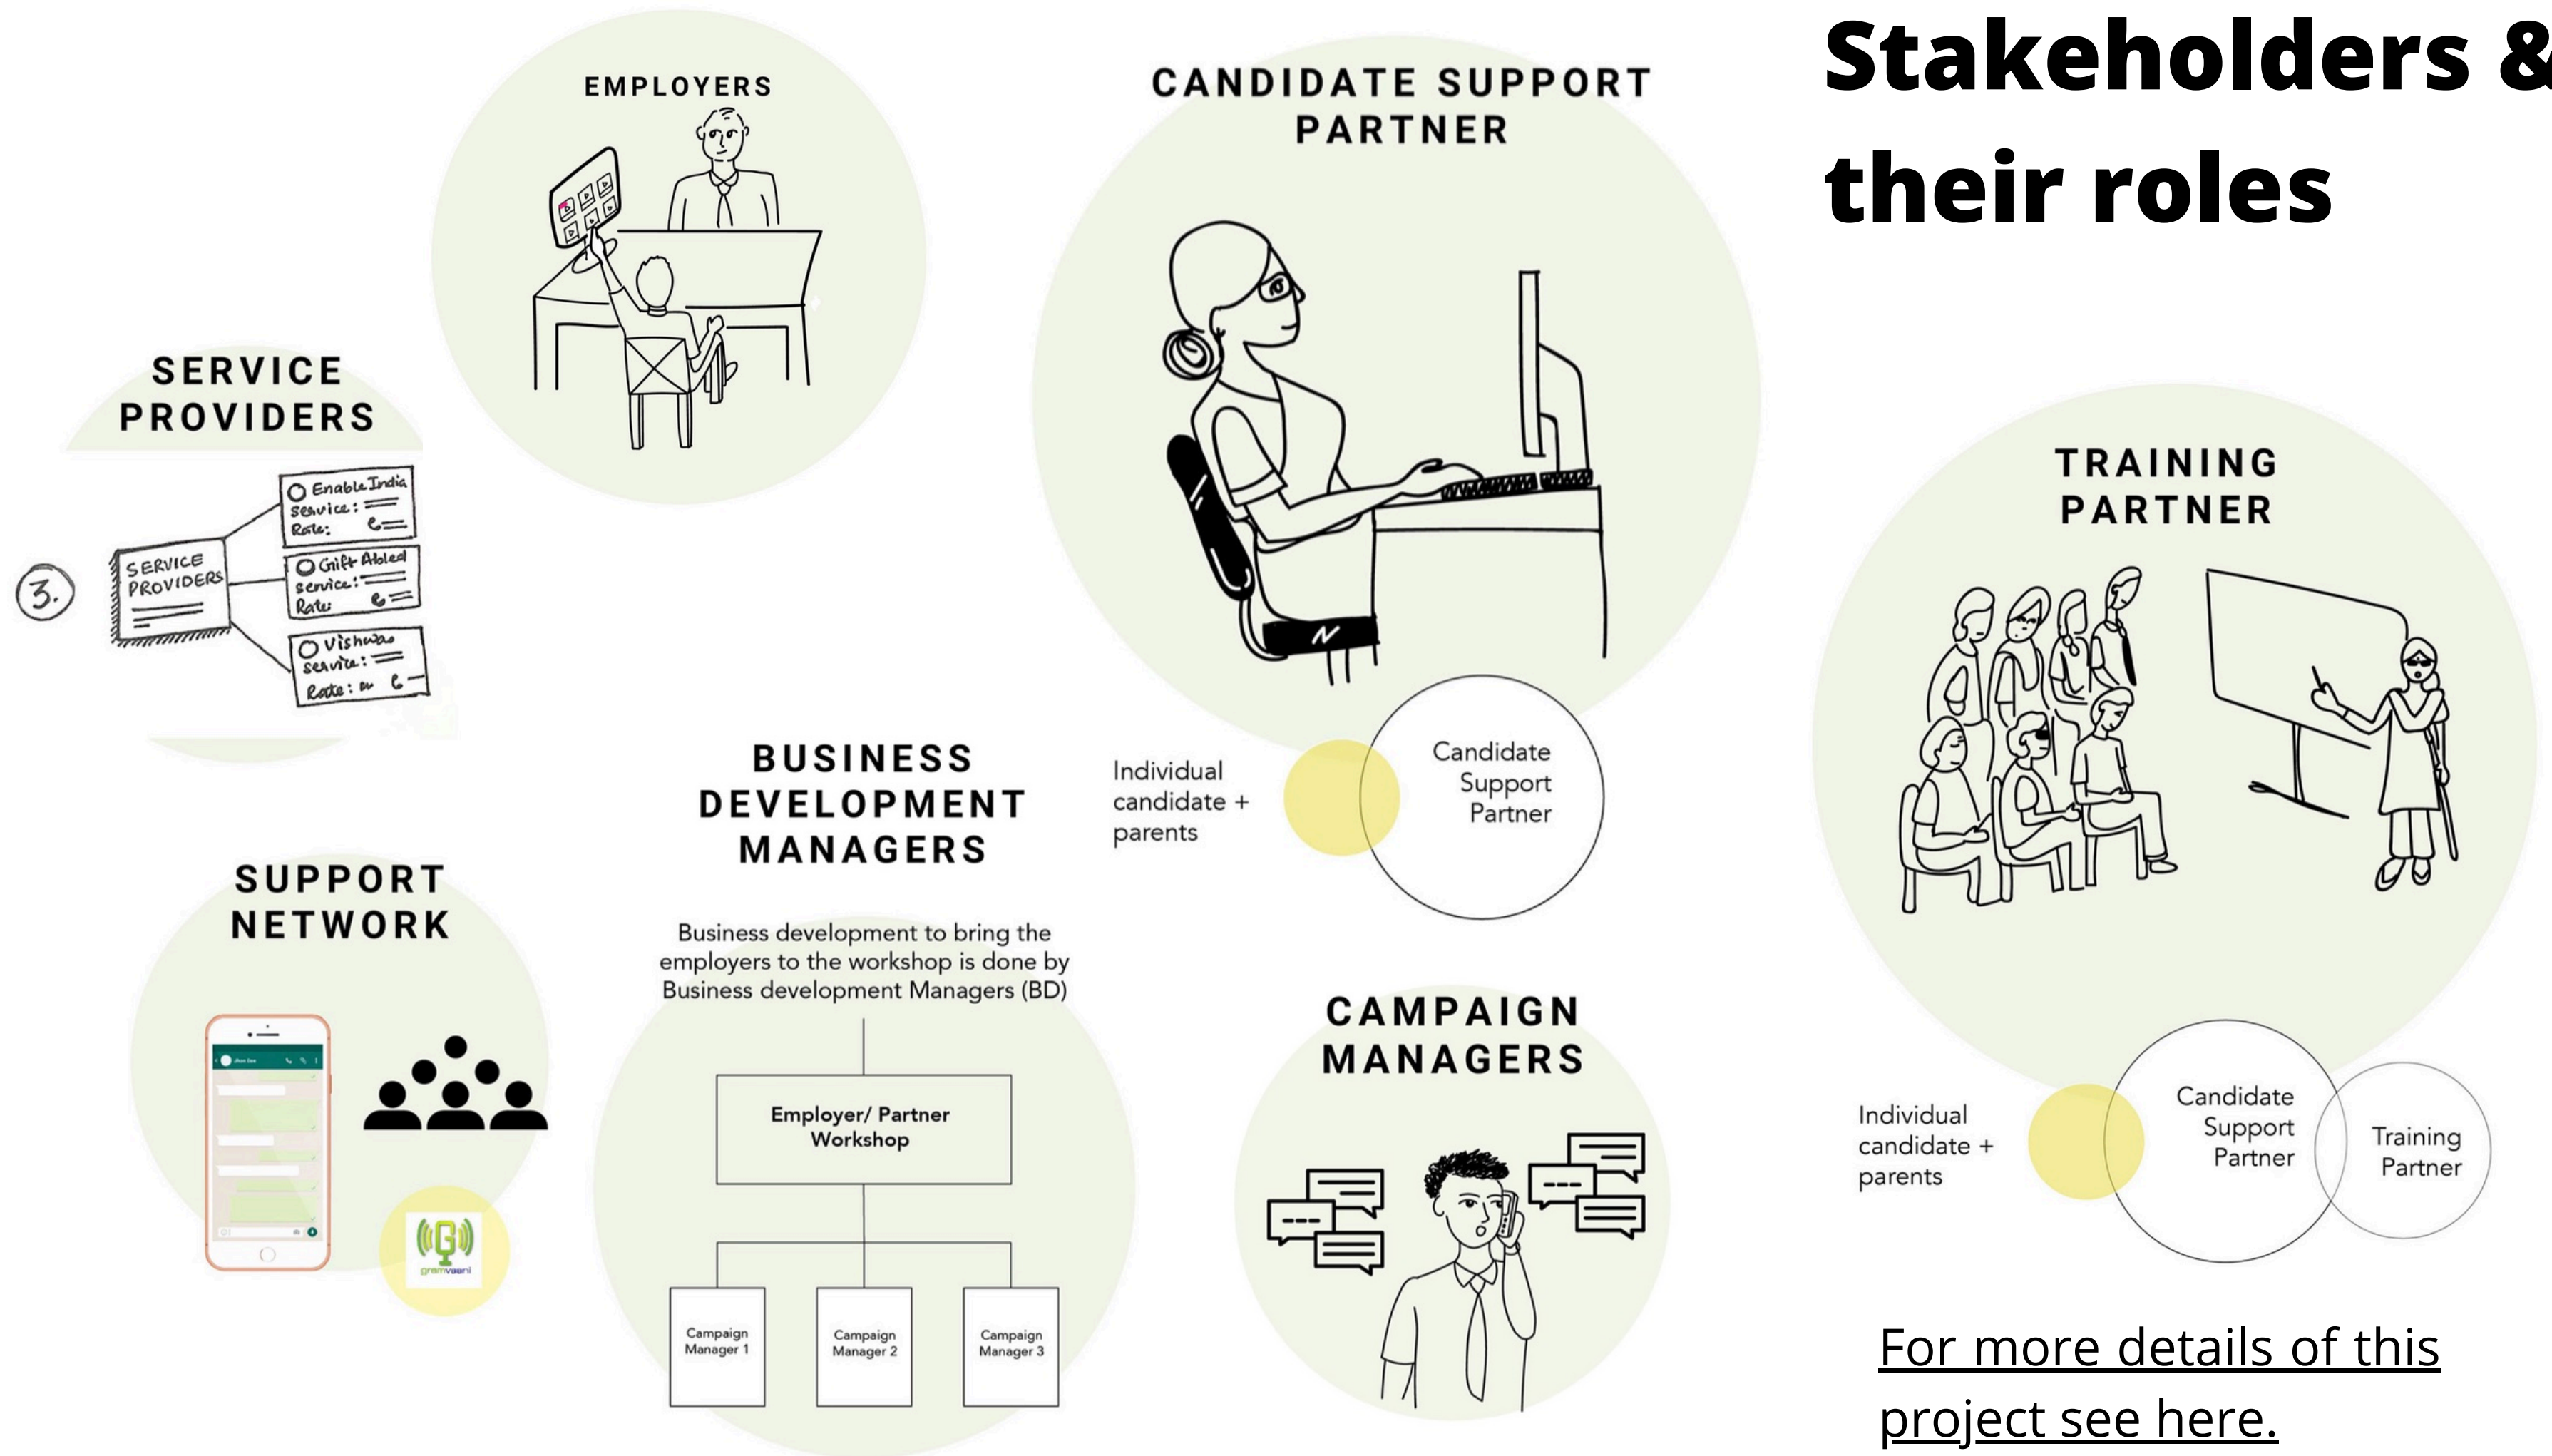 Stakeholders &
their roles
EMPLOYERS
CANDIDATE SUPPORT
PARTNER
Individual
candidate +
parents
Candidate
Support
Partner
SERVICE
PROVIDERS
3.
SERVICE
PROVIDERS
Enable India
Service:
Rate:
Gift Abled
Service:
Rate:
Vishwas
Service:
Rate:
TRAINING
PARTNER
Individual
candidate +
parents
Candidate
Support
Partner
Training
Partner
SUPPORT
NETWORK
gramvaani
BUSINESS
DEVELOPMENT
MANAGERS
Business development to bring the
employers to the workshop is done by
Business development Managers (BD)
Employer/ Partner
Workshop
Campaign
Manager 1
Campaign
Manager 2
Campaign
Manager 3
CAMPAIGN
MANAGERS
For more details of this
project see here.